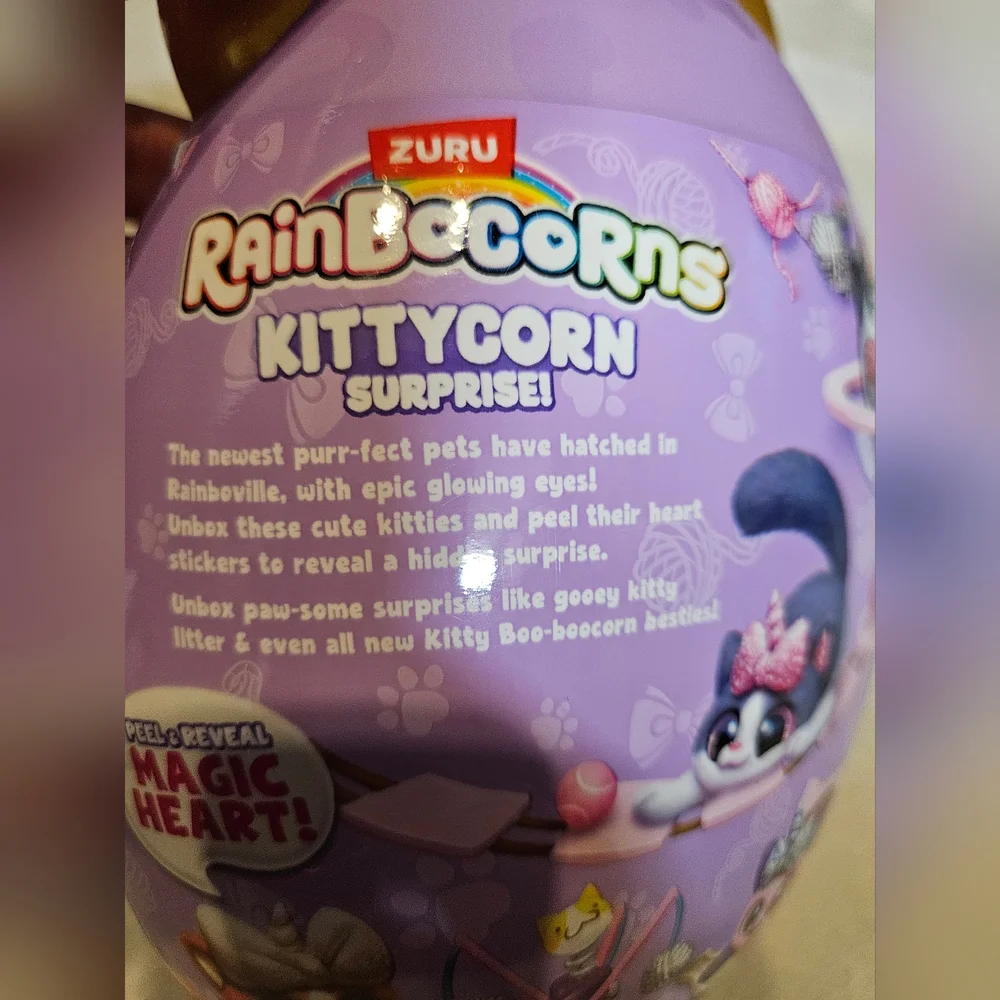 ZURU
RainBocoRns
KITTYCORN
SURPRISE!
The newest purr-fect pets have hatched in
Rainboville, with epic glowing eyes!
Unbox these cute kitties and peel their heart
stickers to reveal a hidden surprise.
Unbox paw-some surprises like gooey kitty
litter & even all new Kitty Boo-boocorn besties!
PEEL & REVEAL
MAGIC
HEART!